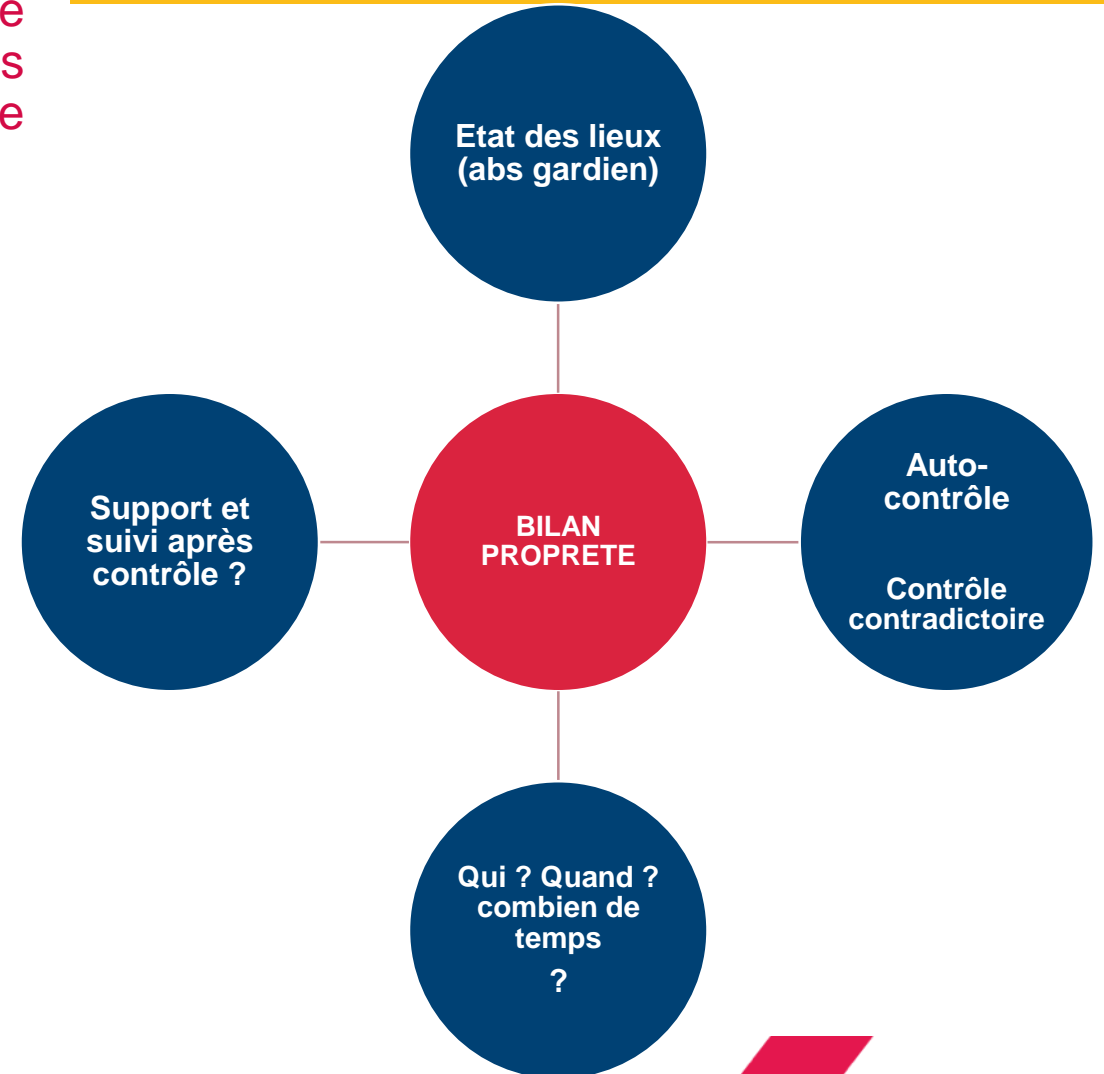 e
s
e
Etat des lieux
(abs gardien)
Support et
suivi après
contrôle ?
BILAN
PROPRETE
Auto-
contrôle
Contrôle
contradictoire
Qui ? Quand ?
combien de
temps
?